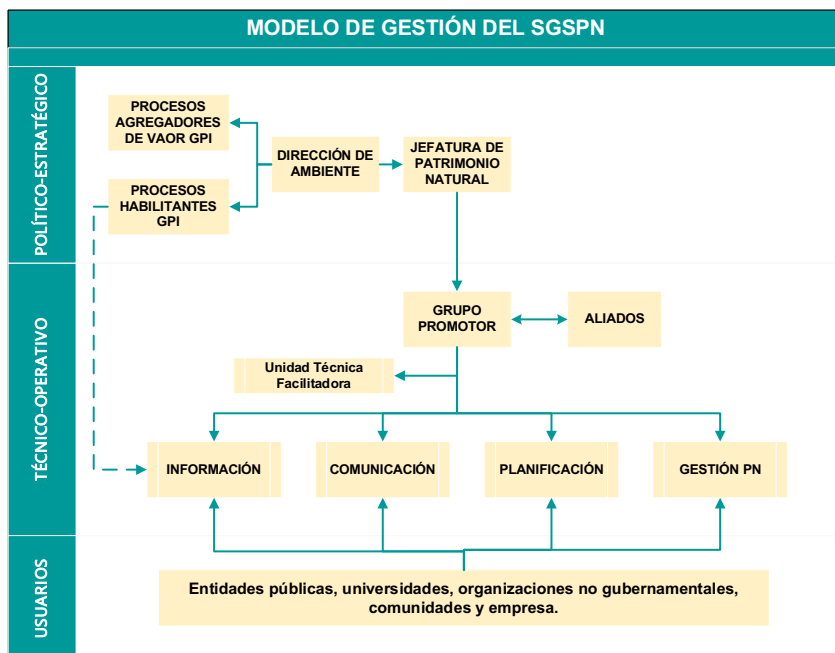 MODELO DE GESTIÓN DEL SGSPN
POLÍTICO-ESTRATÉGICO
PROCESOS
AGREGADORES
DE VAOR GPI
DIRECCIÓN DE
AMBIENTE
JEFATURA DE
PATRIMONIO
NATURAL
PROCESOS
HABILITANTES
GPI
TÉCNICO-OPERATIVO
GRUPO
PROMOTOR
ALIADOS
Unidad Técnica
Facilitadora
INFORMACIÓN
COMUNICACIÓN
PLANIFICACIÓN
GESTIÓN PN
USUARIOS
Entidades públicas, universidades, organizaciones no gubernamentales,
comunidades y empresa.